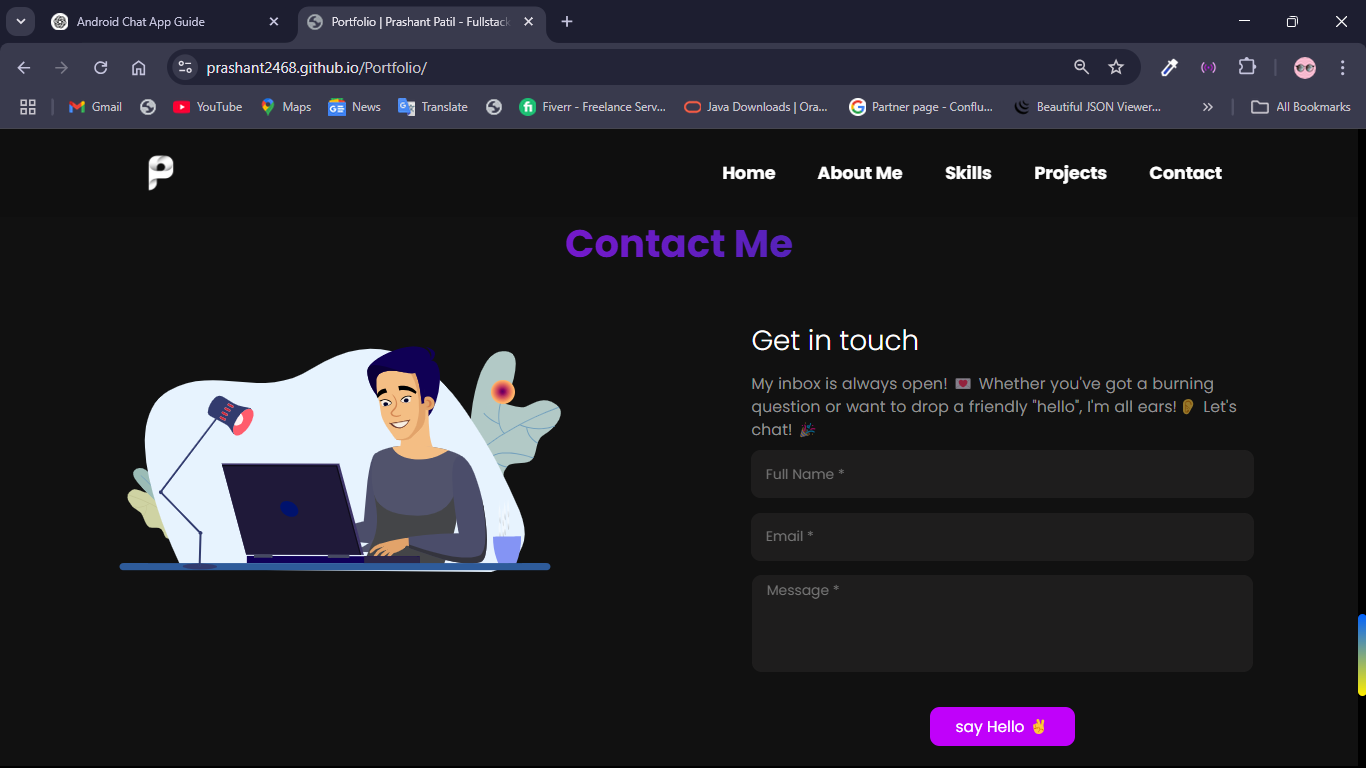 Android Chat App Guide
Portfolio | Prashant Patil - Fullstack
prashant2468.github.io/Portfolio/
Gmail YouTube Maps News Translate Fiverr - Freelance Serv... Java Downloads | Ora... Partner page - Conflu... Beautiful JSON Viewer... » All Bookmarks
Home About Me Skills Projects Contact
Contact Me
Get in touch
My inbox is always open! 💌 Whether you've got a burning
question or want to drop a friendly "hello", I'm all ears!👂 Let's
chat! 🎉
Full Name *
Email *
Message *
say Hello ✌️